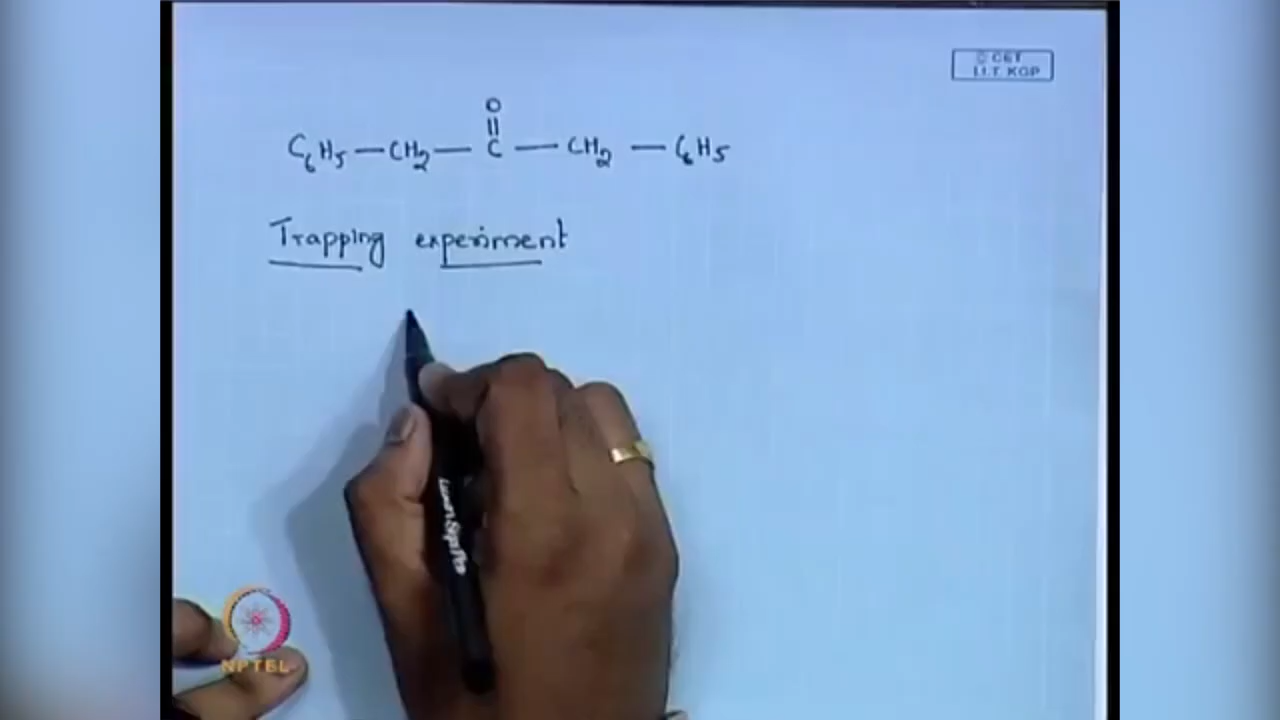 © CET
I.I.T. KGP
O
||
C₆H₅ — CH₂ — C — CH₂ — C₆H₅
Trapping experiment
NPTEL